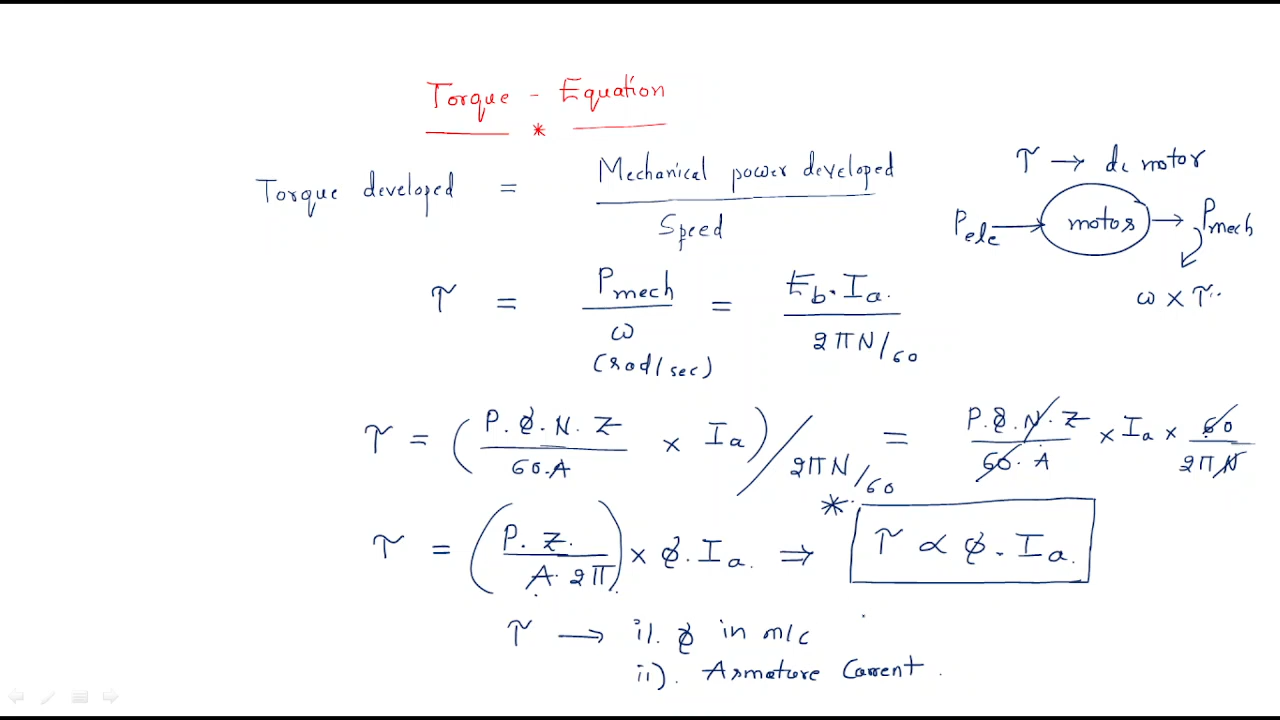 Torque - Equation
*
Torque developed = Mechanical power developed / Speed
τ → dc motor
Pele → motor → Pmech
ω × τ..
τ = Pmech / ω (rad/sec) = Eb . Ia. / 2πN/60
τ = (P.φ.N.Z / 60.A × Ia) / 2πN/60 = P.φ.N.Z / 60.A × Ia × 60 / 2πN
*
τ = (P.Z. / A.2π) × φ.Ia. ⇒ τ ∝ φ.Ia.
τ → i). φ in m/c
ii). Armature Current.